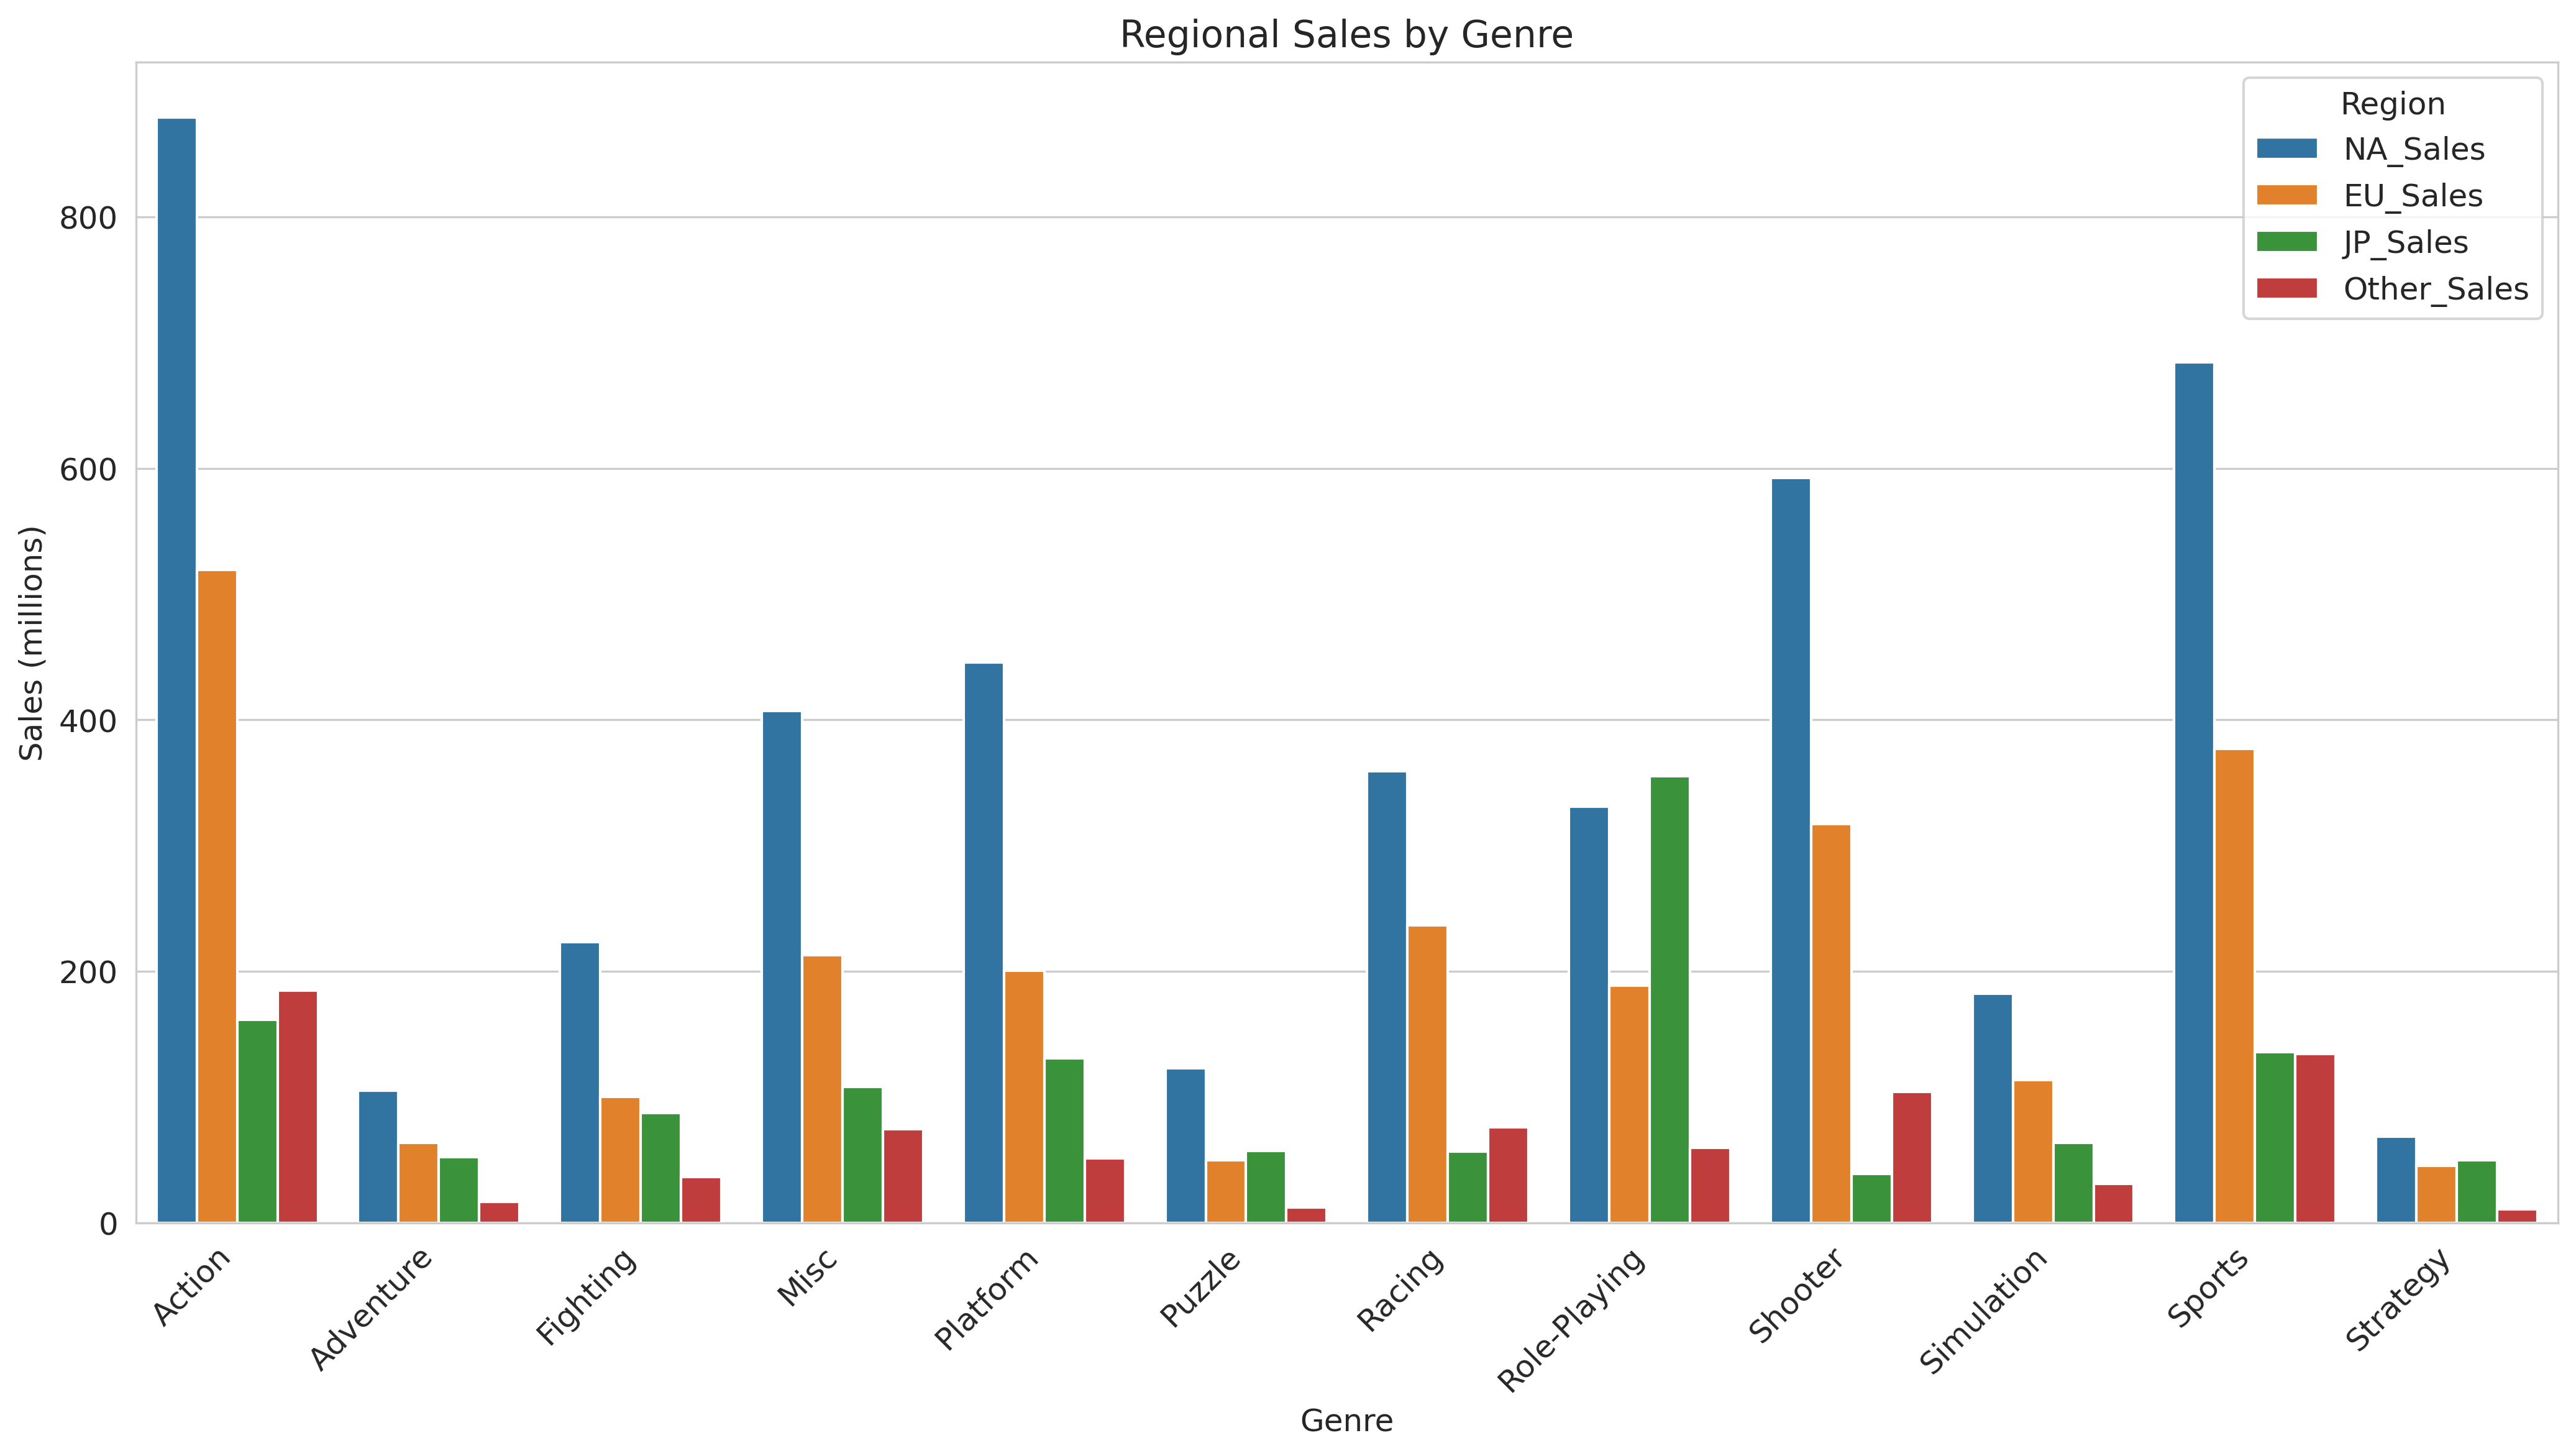 Regional Sales by Genre
Region
NA_Sales
EU_Sales
JP_Sales
Other_Sales
Sales (millions)
800
600
400
200
0
Action
Adventure
Fighting
Misc
Platform
Puzzle
Racing
Role-Playing
Shooter
Simulation
Sports
Strategy
Genre